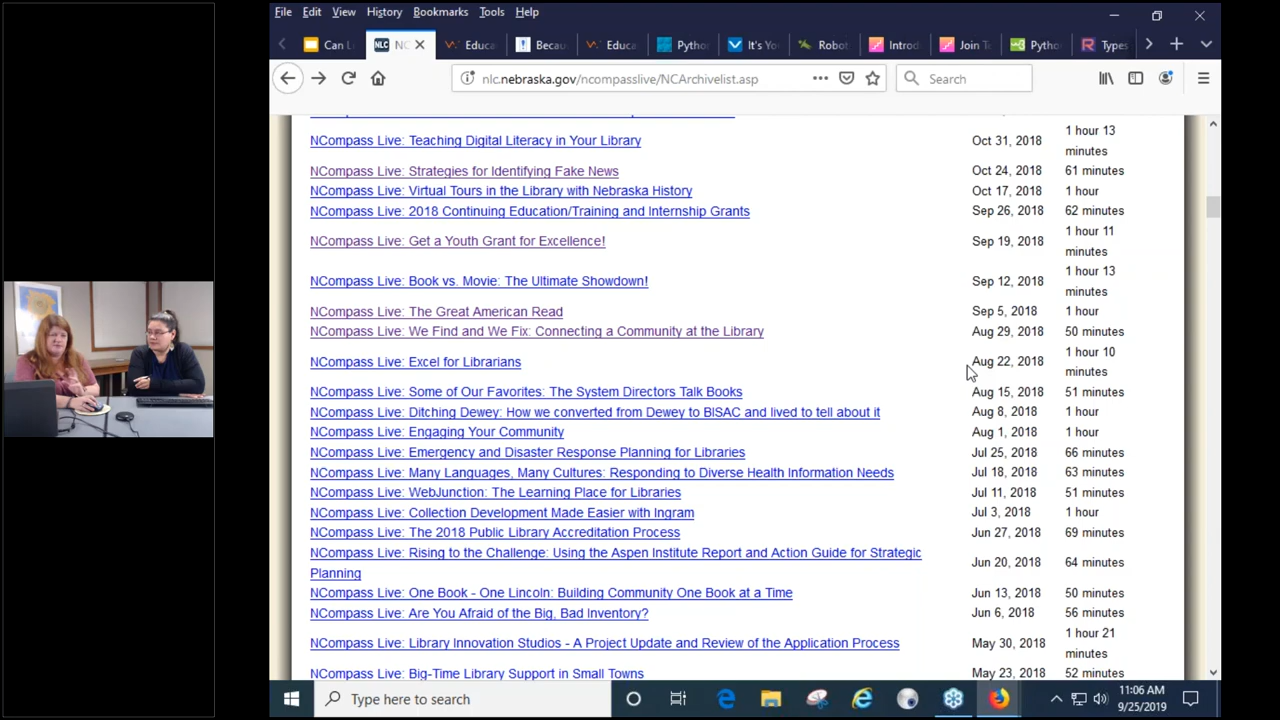 File Edit View History Bookmarks Tools Help
Can Li NC Educa Becau Educa Python It's Yo Robot Introd Join To Python Types
nlc.nebraska.gov/ncompasslive/NCArchivelist.asp Search
NCompass Live: Teaching Digital Literacy in Your Library Oct 31, 2018 1 hour 13 minutes
NCompass Live: Strategies for Identifying Fake News Oct 24, 2018 61 minutes
NCompass Live: Virtual Tours in the Library with Nebraska History Oct 17, 2018 1 hour
NCompass Live: 2018 Continuing Education/Training and Internship Grants Sep 26, 2018 62 minutes
NCompass Live: Get a Youth Grant for Excellence! Sep 19, 2018 1 hour 11 minutes
NCompass Live: Book vs. Movie: The Ultimate Showdown! Sep 12, 2018 1 hour 13 minutes
NCompass Live: The Great American Read Sep 5, 2018 1 hour
NCompass Live: We Find and We Fix: Connecting a Community at the Library Aug 29, 2018 50 minutes
NCompass Live: Excel for Librarians Aug 22, 2018 1 hour 10 minutes
NCompass Live: Some of Our Favorites: The System Directors Talk Books Aug 15, 2018 51 minutes
NCompass Live: Ditching Dewey: How we converted from Dewey to BISAC and lived to tell about it Aug 8, 2018 1 hour
NCompass Live: Engaging Your Community Aug 1, 2018 1 hour
NCompass Live: Emergency and Disaster Response Planning for Libraries Jul 25, 2018 66 minutes
NCompass Live: Many Languages, Many Cultures: Responding to Diverse Health Information Needs Jul 18, 2018 63 minutes
NCompass Live: WebJunction: The Learning Place for Libraries Jul 11, 2018 51 minutes
NCompass Live: Collection Development Made Easier with Ingram Jul 3, 2018 1 hour
NCompass Live: The 2018 Public Library Accreditation Process Jun 27, 2018 69 minutes
NCompass Live: Rising to the Challenge: Using the Aspen Institute Report and Action Guide for Strategic
Planning Jun 20, 2018 64 minutes
NCompass Live: One Book - One Lincoln: Building Community One Book at a Time Jun 13, 2018 50 minutes
NCompass Live: Are You Afraid of the Big, Bad Inventory? Jun 6, 2018 56 minutes
NCompass Live: Library Innovation Studios - A Project Update and Review of the Application Process May 30, 2018 1 hour 21 minutes
NCompass Live: Big-Time Library Support in Small Towns May 23, 2018 52 minutes
Type here to search 11:06 AM
9/25/2019